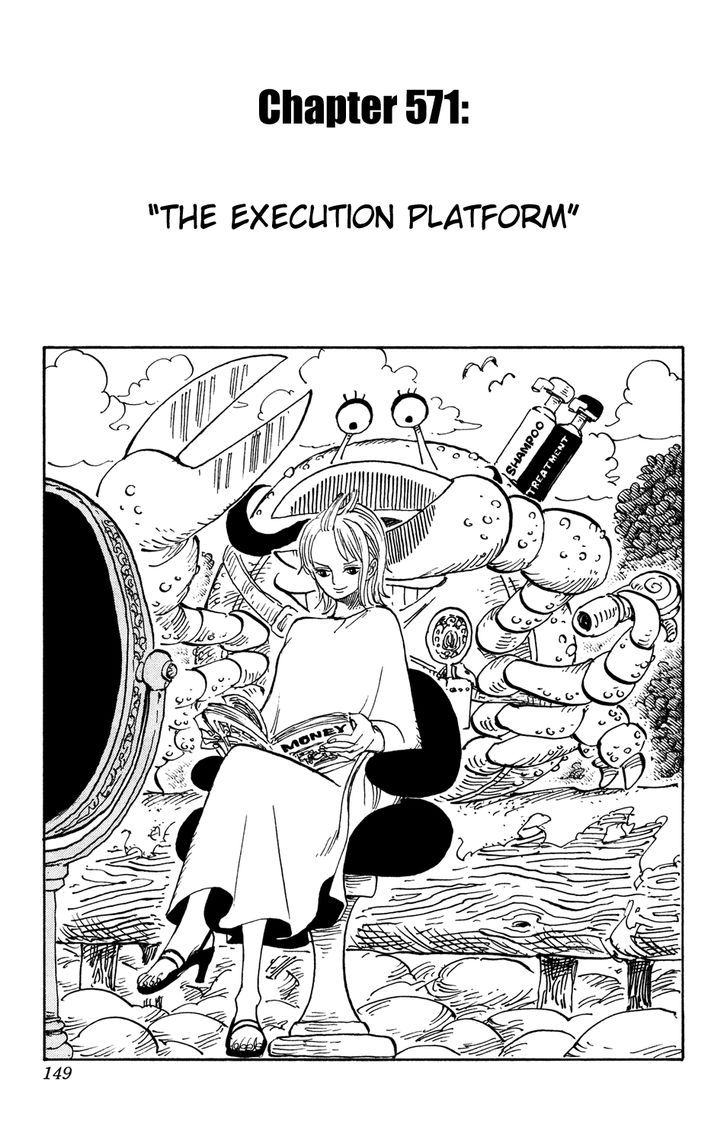 Chapter 571:
"THE EXECUTION PLATFORM"
SHAMPOO
TREATMENT
MONEY
149